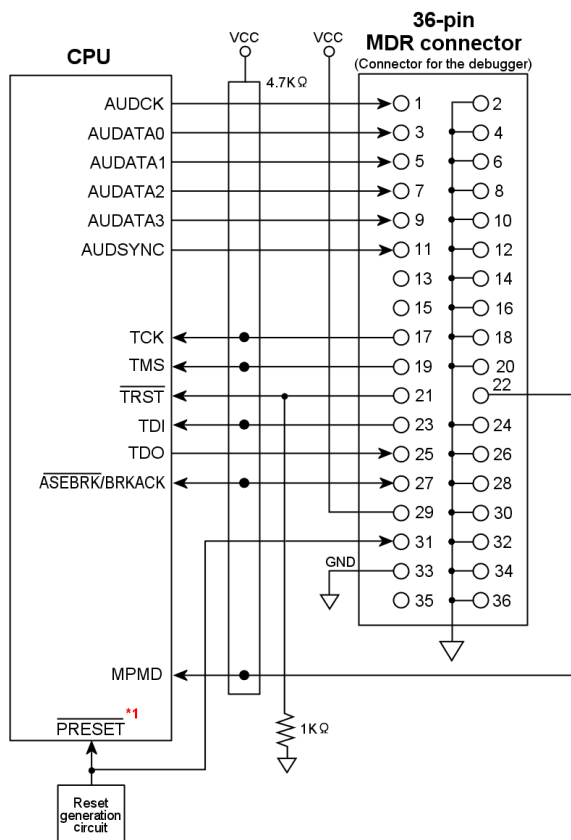 36-pin
MDR connector
(Connector for the debugger)
CPU
VCC
VCC
4.7KΩ
AUDCK 1 2
AUDATA0 3 4
AUDATA1 5 6
AUDATA2 7 8
AUDATA3 9 10
AUDSYNC 11 12
13 14
15 16
TCK 17 18
TMS 19 20
TRST 21 22
TDI 23 24
TDO 25 26
ASEBRK/BRKACK 27 28
29 30
31 32
GND 33 34
35 36
MPMD
PRESET *1
1KΩ
Reset
generation
circuit